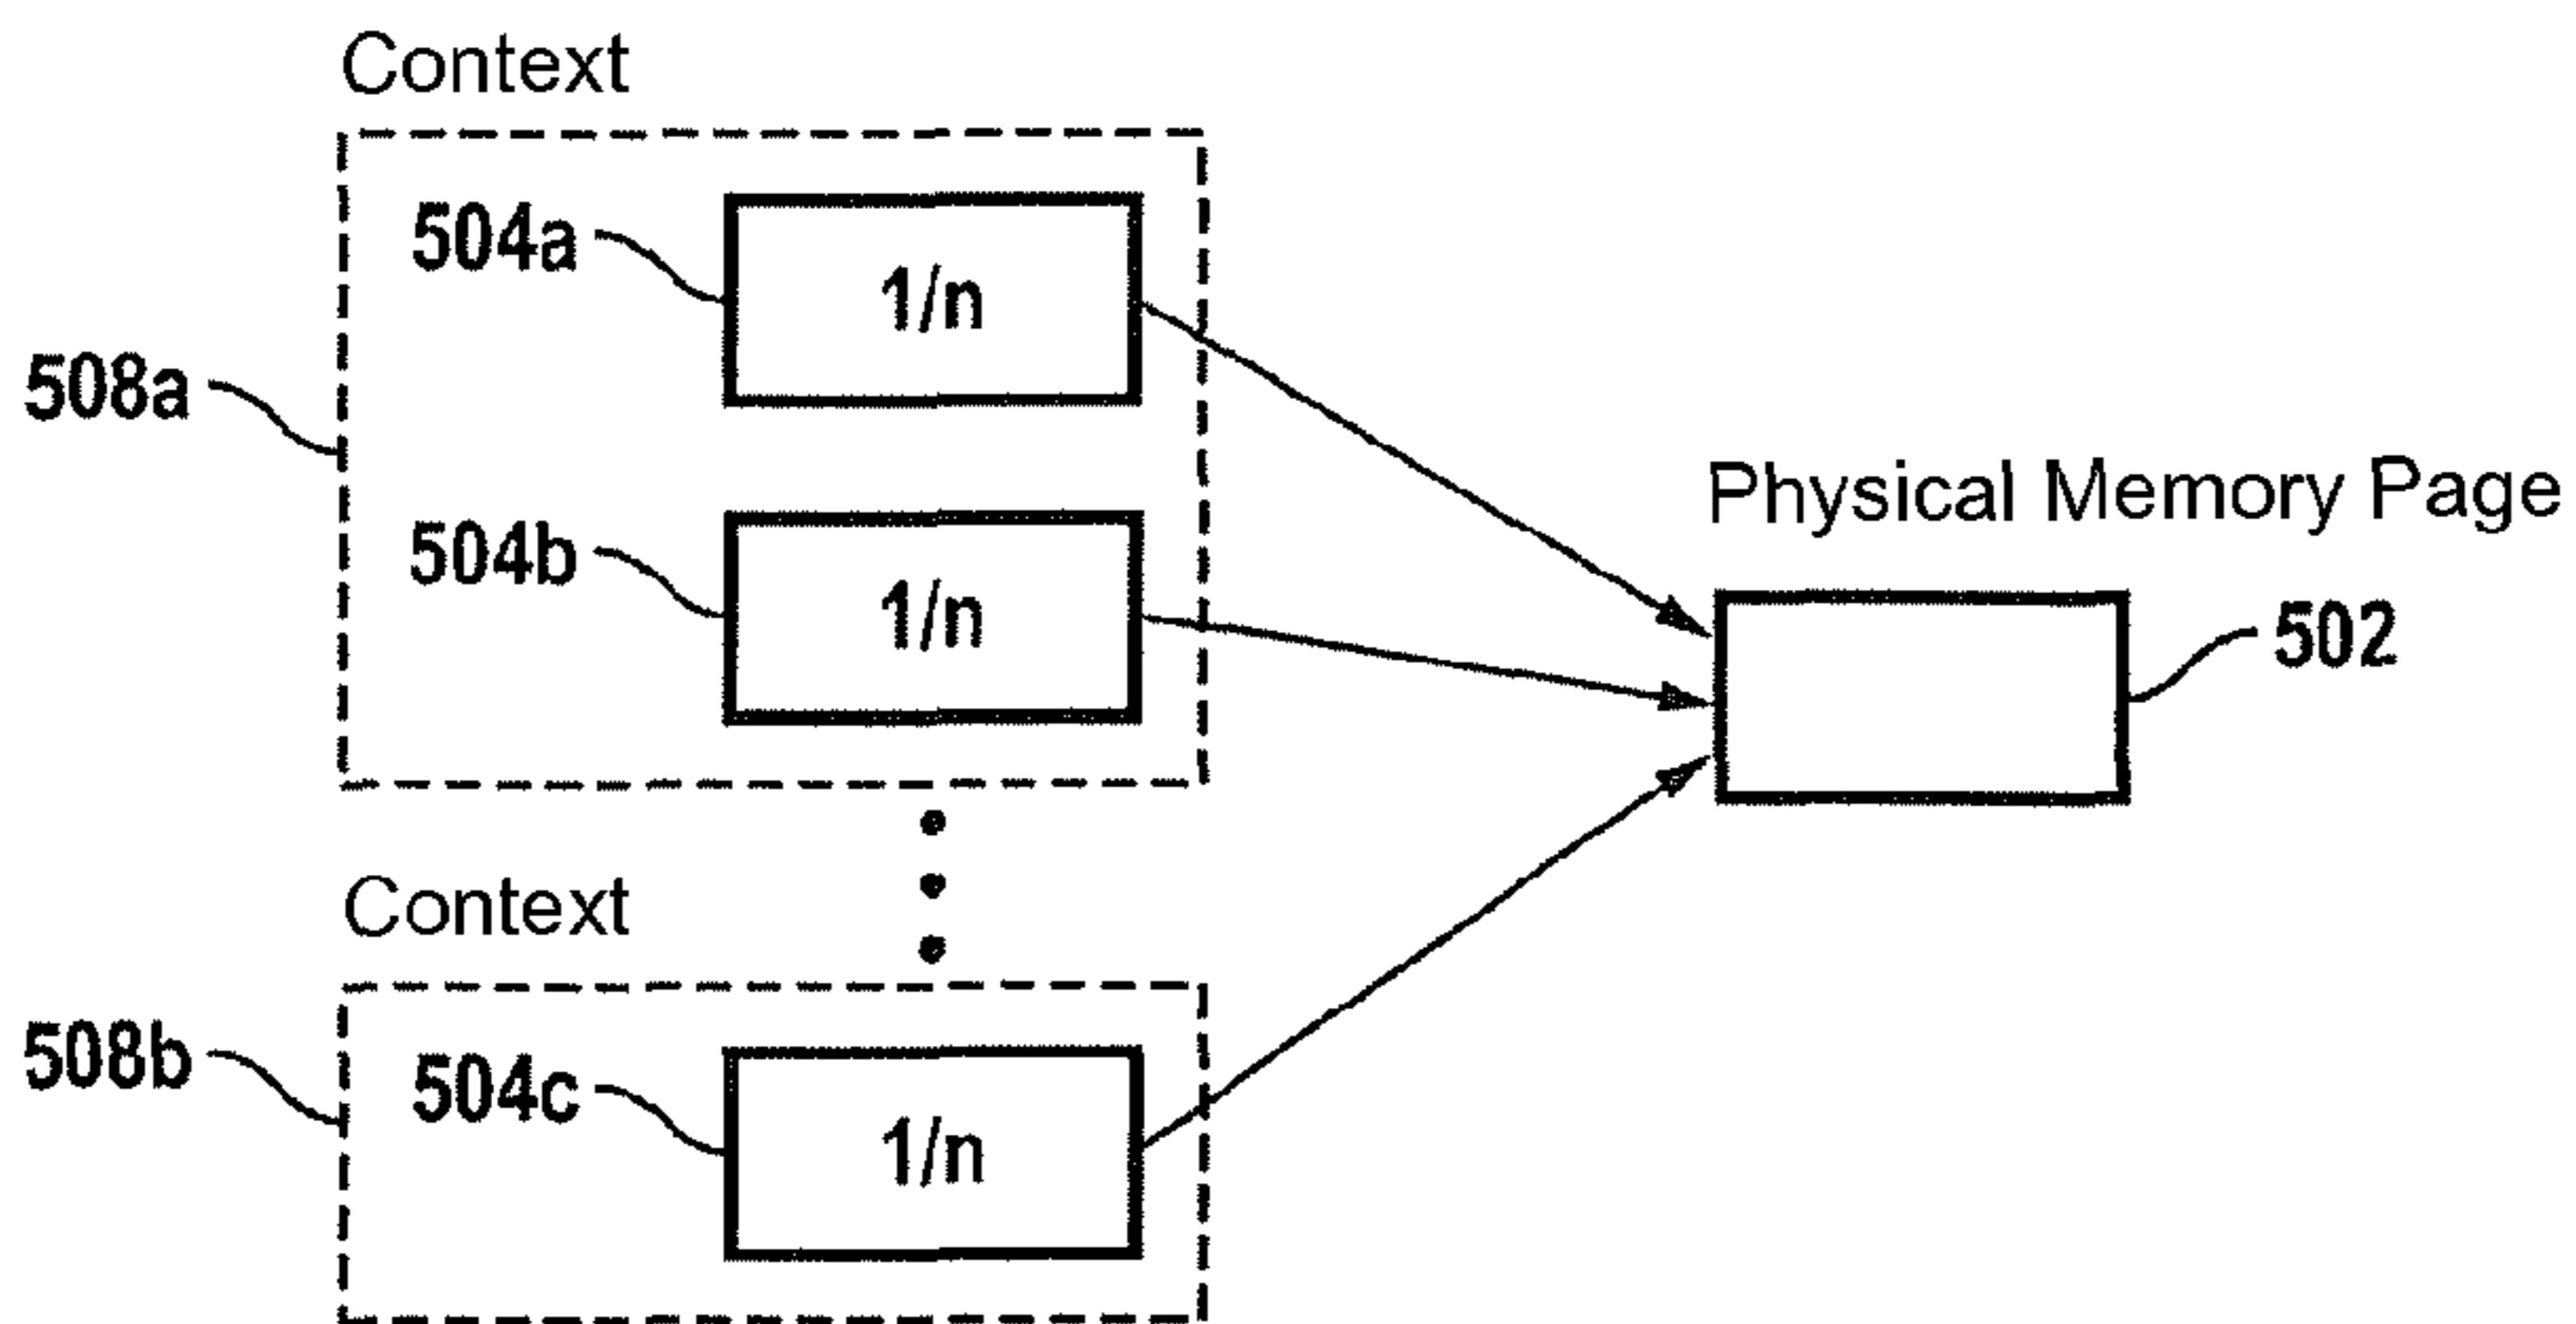 Context
504a
1/n
508a
504b
1/n
Physical Memory Page
502
Context
508b
504c
1/n